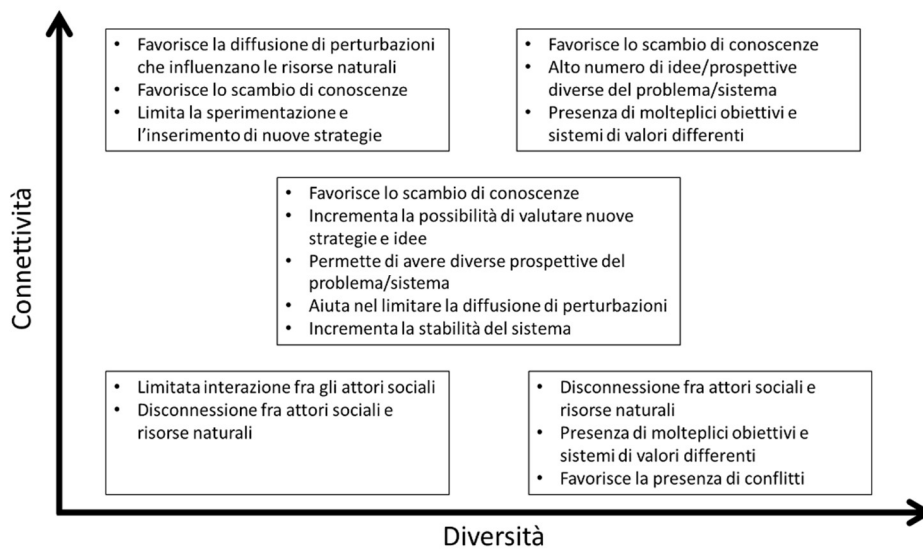 • Favorisce la diffusione di perturbazioni
che influenzano le risorse naturali
• Favorisce lo scambio di conoscenze
• Limita la sperimentazione e
l'inserimento di nuove strategie
• Favorisce lo scambio di conoscenze
• Alto numero di idee/prospettive
diverse del problema/sistema
• Presenza di molteplici obiettivi e
sistemi di valori differenti
• Favorisce lo scambio di conoscenze
• Incrementa la possibilità di valutare nuove
strategie e idee
• Permette di avere diverse prospettive del
problema/sistema
• Aiuta nel limitare la diffusione di perturbazioni
• Incrementa la stabilità del sistema
Connettività
• Limitata interazione fra gli attori sociali
• Disconnessione fra attori sociali e
risorse naturali
• Disconnessione fra attori sociali e
risorse naturali
• Presenza di molteplici obiettivi e
sistemi di valori differenti
• Favorisce la presenza di conflitti
Diversità